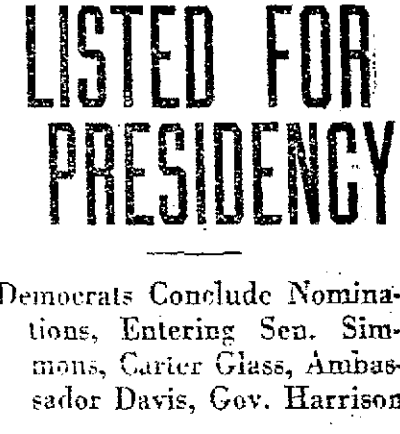 LISTED FOR
PRESIDENCY
Democrats Conclude Nomina-
tions, Entering Sen. Sim-
mons, Carter Glass, Ambas-
sador Davis, Gov. Harrison